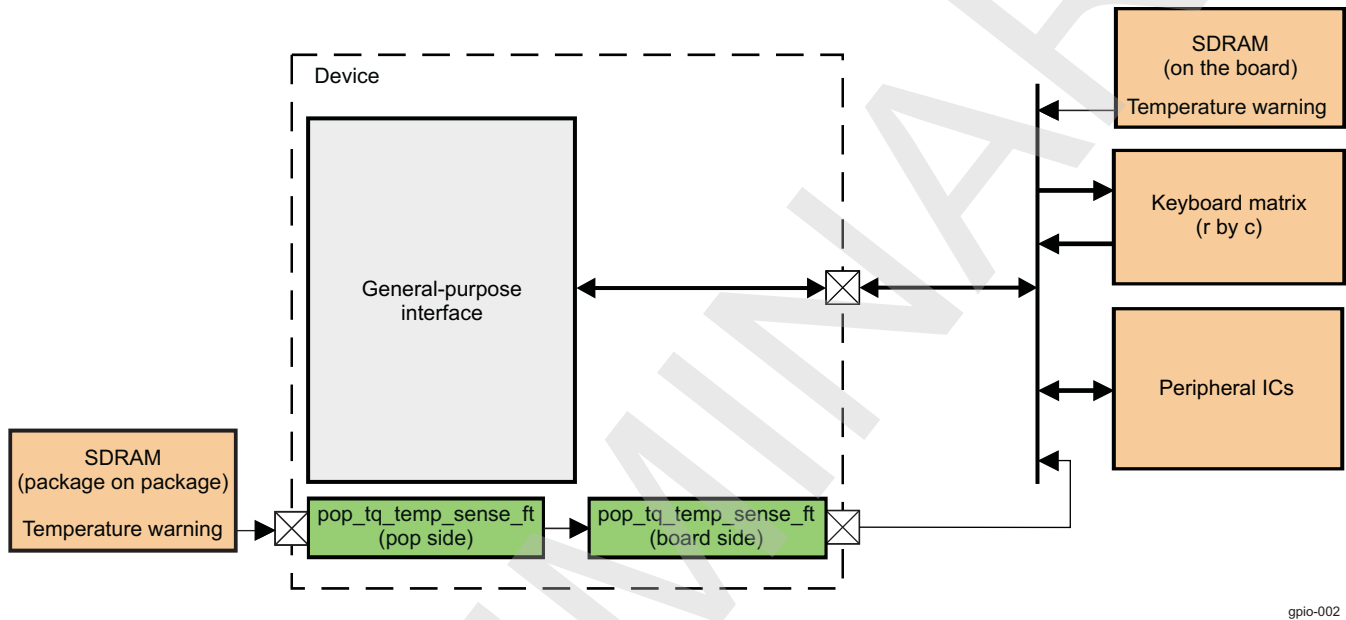 Device
General-purpose
interface
SDRAM
(on the board)
Temperature warning
Keyboard matrix
(r by c)
Peripheral ICs
SDRAM
(package on package)
Temperature warning
pop_tq_temp_sense_ft
(pop side)
pop_tq_temp_sense_ft
(board side)
MINAR
gpio-002